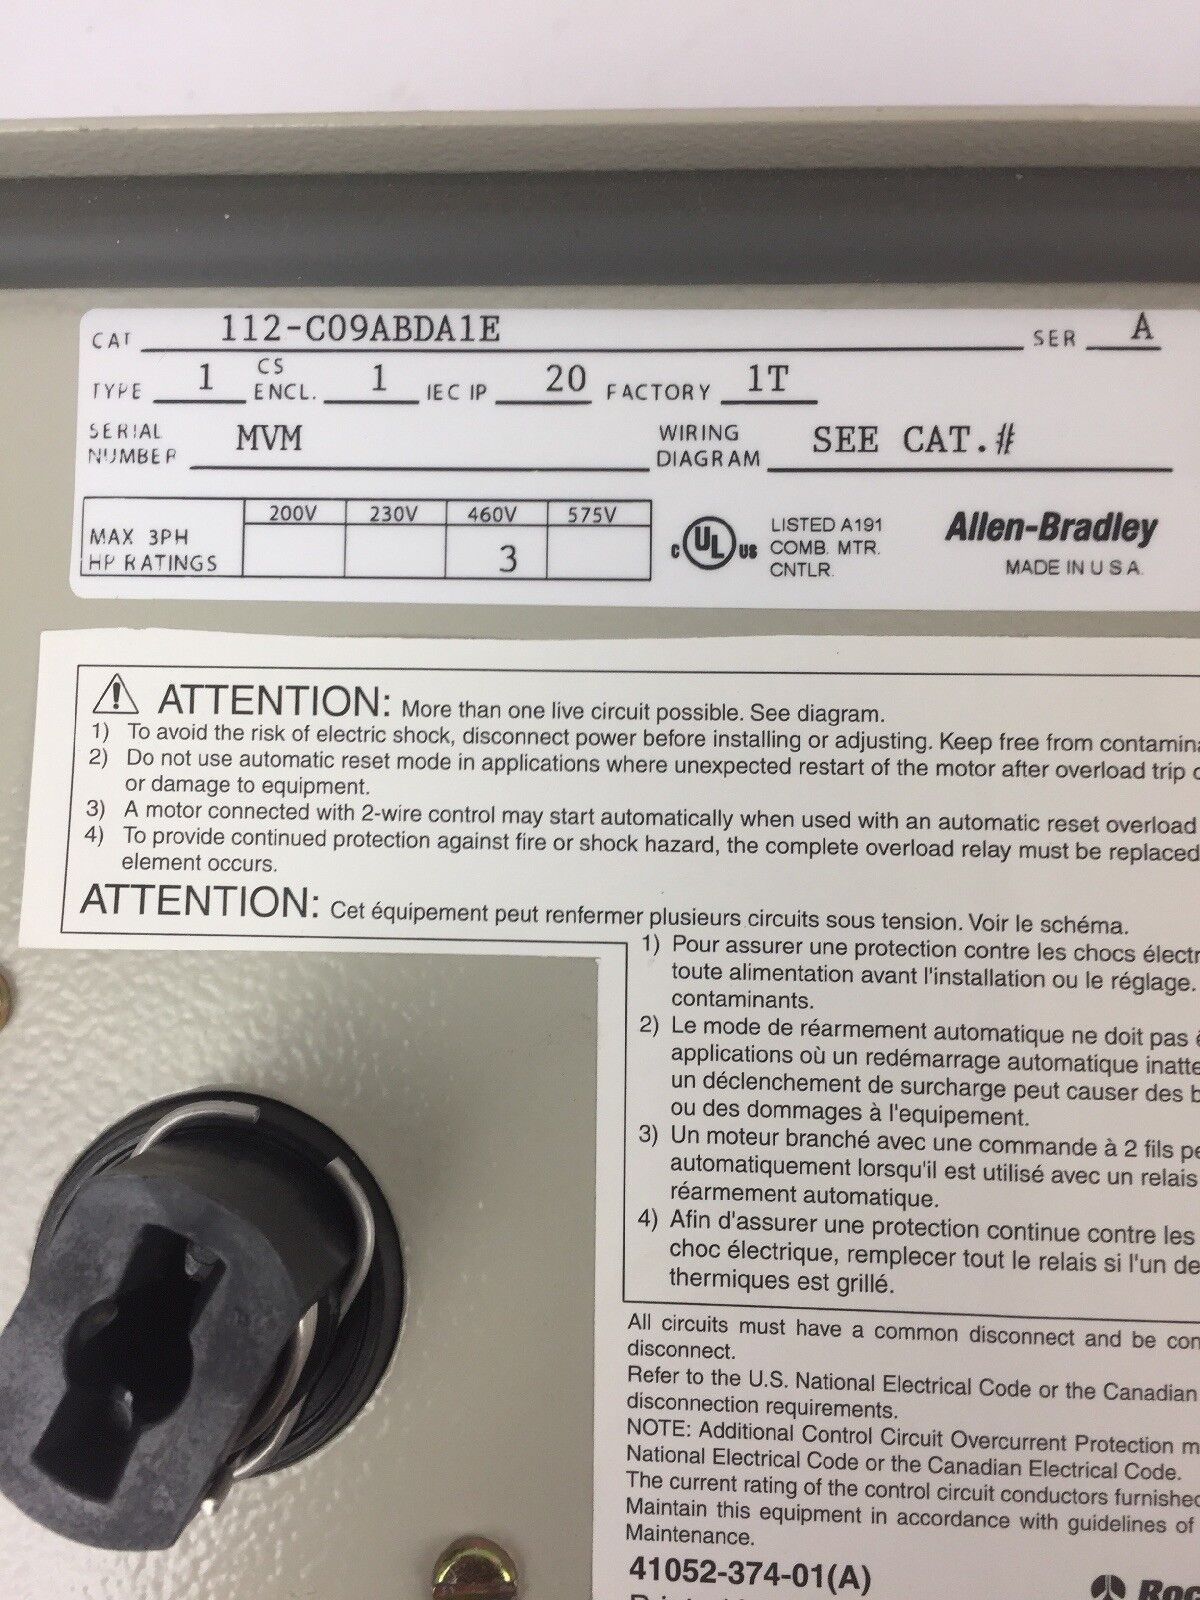 CAT 112-C09ABDA1E SER A
TYPE 1 CS ENCL. 1 IEC IP 20 FACTORY 1T
SERIAL NUMBER MVM WIRING DIAGRAM SEE CAT.#
200V 230V 460V 575V
MAX 3PH
HP RATINGS 3
C UL US
LISTED A191
COMB. MTR.
CNTLR.
Allen-Bradley
MADE IN U S A.
ATTENTION: More than one live circuit possible. See diagram.
1) To avoid the risk of electric shock, disconnect power before installing or adjusting. Keep free from
2) Do not use automatic reset mode in applications where unexpected restart of the motor after overload trip
or damage to equipment.
3) A motor connected with 2-wire control may start automatically when used with an automatic reset overload
4) To provide continued protection against fire or shock hazard, the complete overload relay must be replaced
element occurs.
ATTENTION: Cet équipement peut renfermer plusieurs circuits sous tension. Voir le schéma.
1) Pour assurer une protection contre les chocs
toute alimentation avant l'installation ou le réglage.
contaminants.
2) Le mode de réarmement automatique ne doit pas
applications où un redémarrage automatique
un déclenchement de surcharge peut causer des
ou des dommages à l'equipement.
3) Un moteur branché avec une commande à 2 fils
automatiquement lorsqu'il est utilisé avec un relais
réarmement automatique.
4) Afin d'assurer une protection continue contre les
choc électrique, remplecer tout le relais si l'un
thermiques est grillé.
All circuits must have a common disconnect and be
disconnect.
Refer to the U.S. National Electrical Code or the Canadian
disconnection requirements.
NOTE: Additional Control Circuit Overcurrent Protection
National Electrical Code or the Canadian Electrical Code.
The current rating of the control circuit conductors furnished
Maintain this equipment in accordance with guidelines of
Maintenance.
41052-374-01(A)